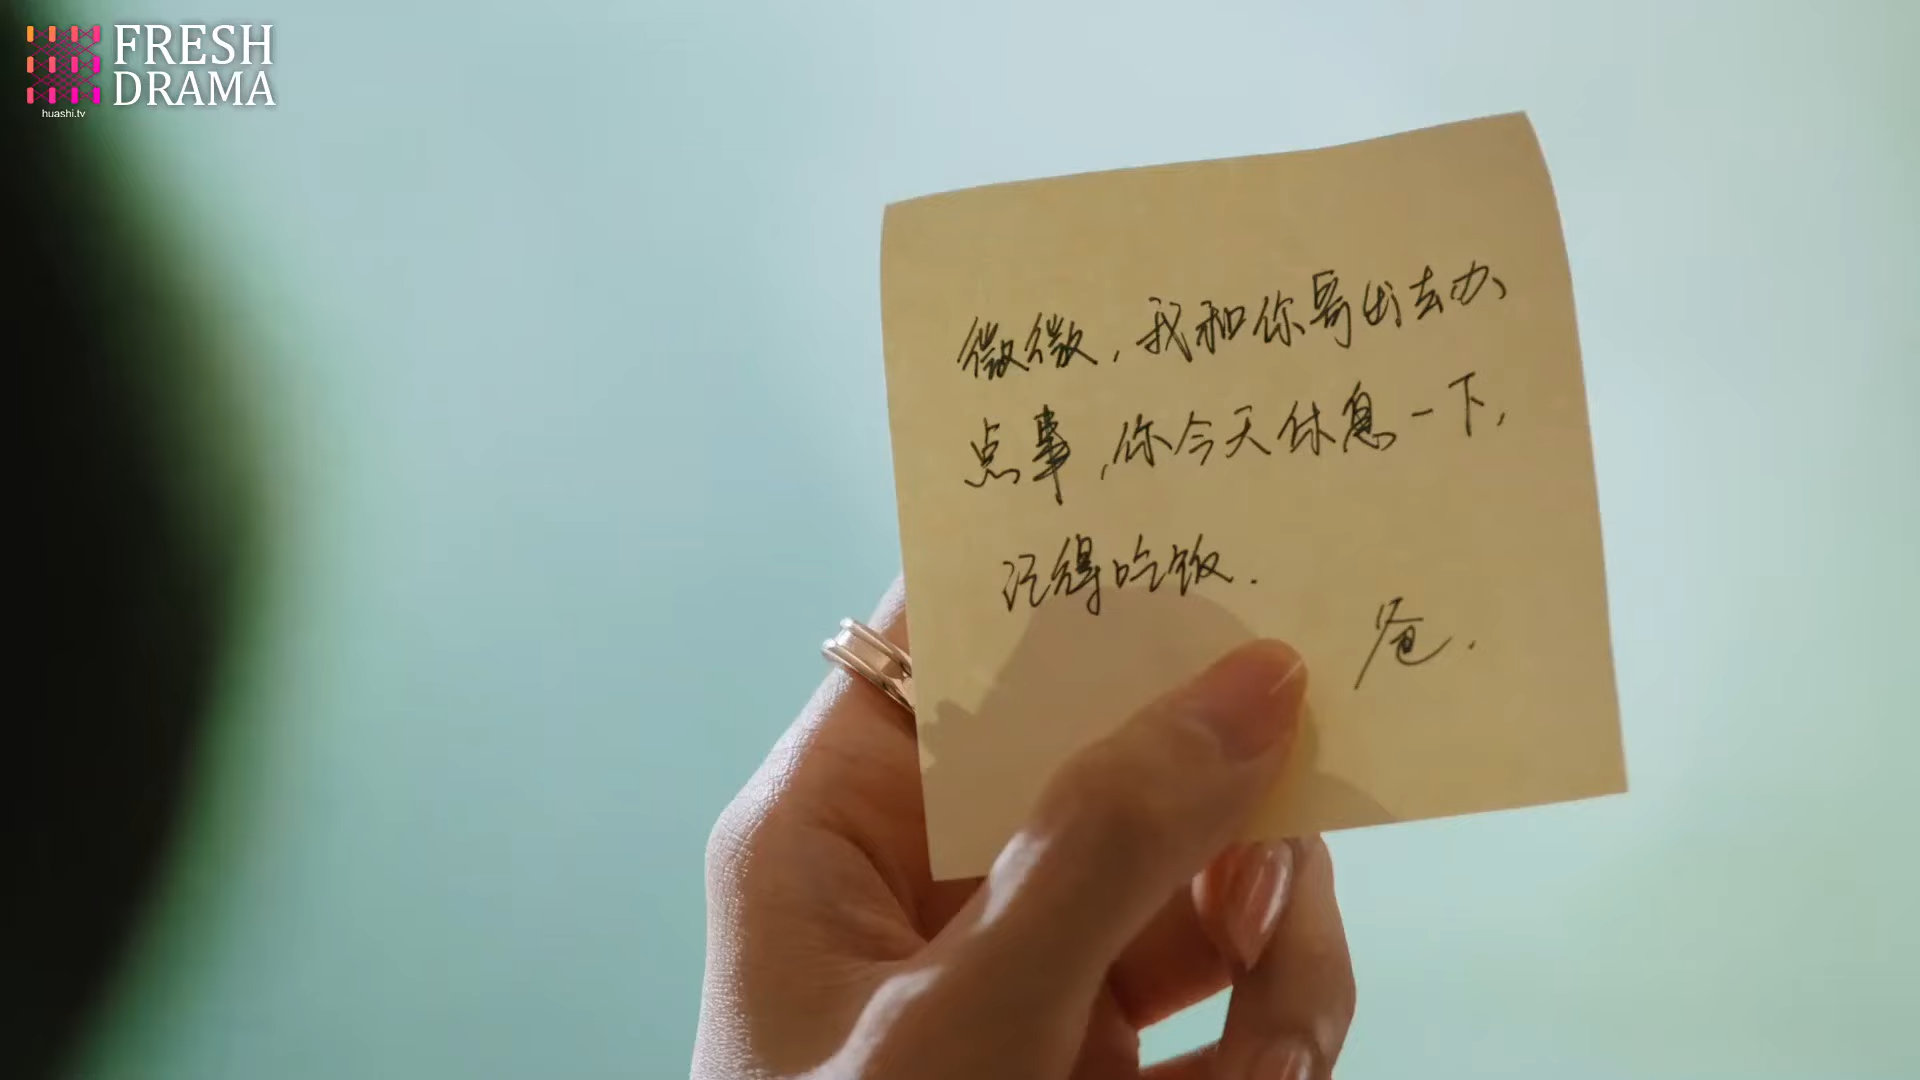 FRESH
DRAMA
huashi.tv
微微，我和你哥出去办
点事，你今天休息一下，
记得吃饭.
爸.